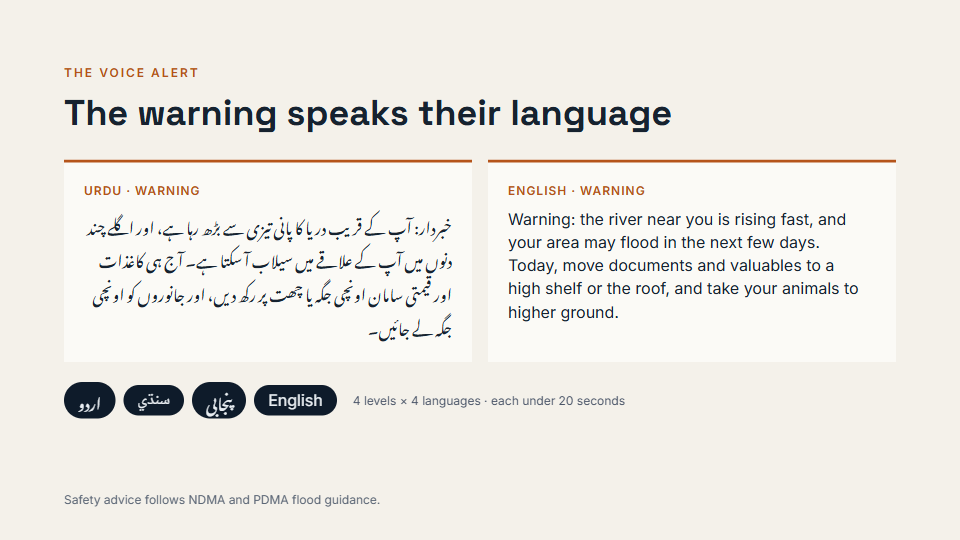 THE VOICE ALERT
The warning speaks their language
URDU · WARNING
خبردار: آپ کے قریب دریا کا پانی تیزی سے بڑھ رہا ہے، اور اگلے چند
دنوں میں آپ کے علاقے میں سیلاب آ سکتا ہے۔ آج ہی کاغذات
اور قیمتی سامان اونچی جگہ یا چھت پر رکھ دیں، اور جانوروں کو اونچی
جگہ لے جائیں۔
ENGLISH · WARNING
Warning: the river near you is rising fast, and
your area may flood in the next few days.
Today, move documents and valuables to a
high shelf or the roof, and take your animals to
higher ground.
اردو سنڌي پنجابی English 4 levels × 4 languages · each under 20 seconds
Safety advice follows NDMA and PDMA flood guidance.